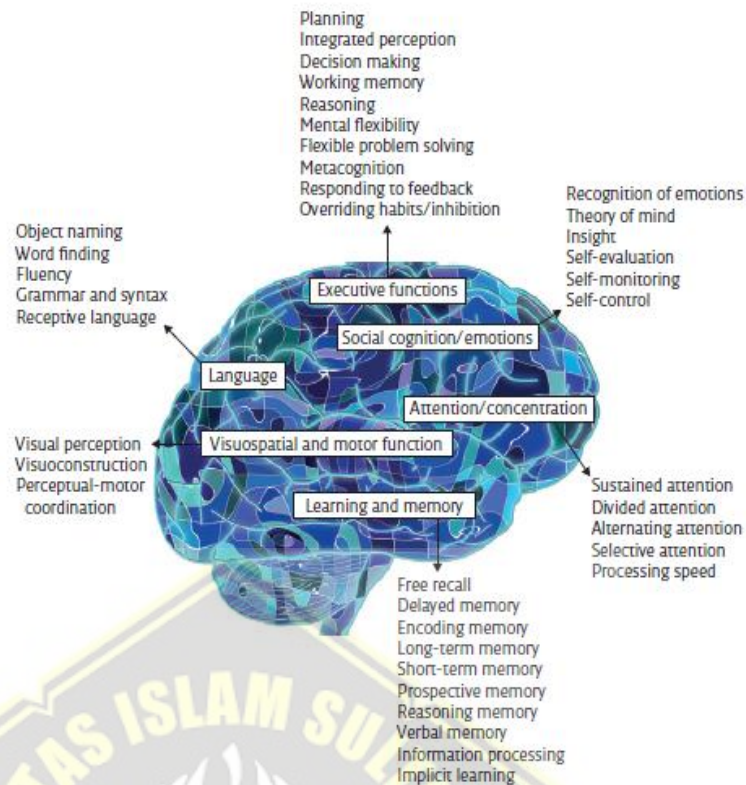 Planning
Integrated perception
Decision making
Working memory
Reasoning
Mental flexibility
Flexible problem solving
Metacognition
Responding to feedback
Overriding habits/inhibition
Recognition of emotions
Theory of mind
Insight
Self-evaluation
Self-monitoring
Self-control
Object naming
Word finding
Fluency
Grammar and syntax
Receptive language
Executive functions
Social cognition/emotions
Language
Attention/concentration
Visual perception
Visuoconstruction
Perceptual-motor
coordination
Visuospatial and motor function
Learning and memory
Sustained attention
Divided attention
Alternating attention
Selective attention
Processing speed
Free recall
Delayed memory
Encoding memory
Long-term memory
Short-term memory
Prospective memory
Reasoning memory
Verbal memory
Information processing
Implicit learning
TAS ISLAM SUL